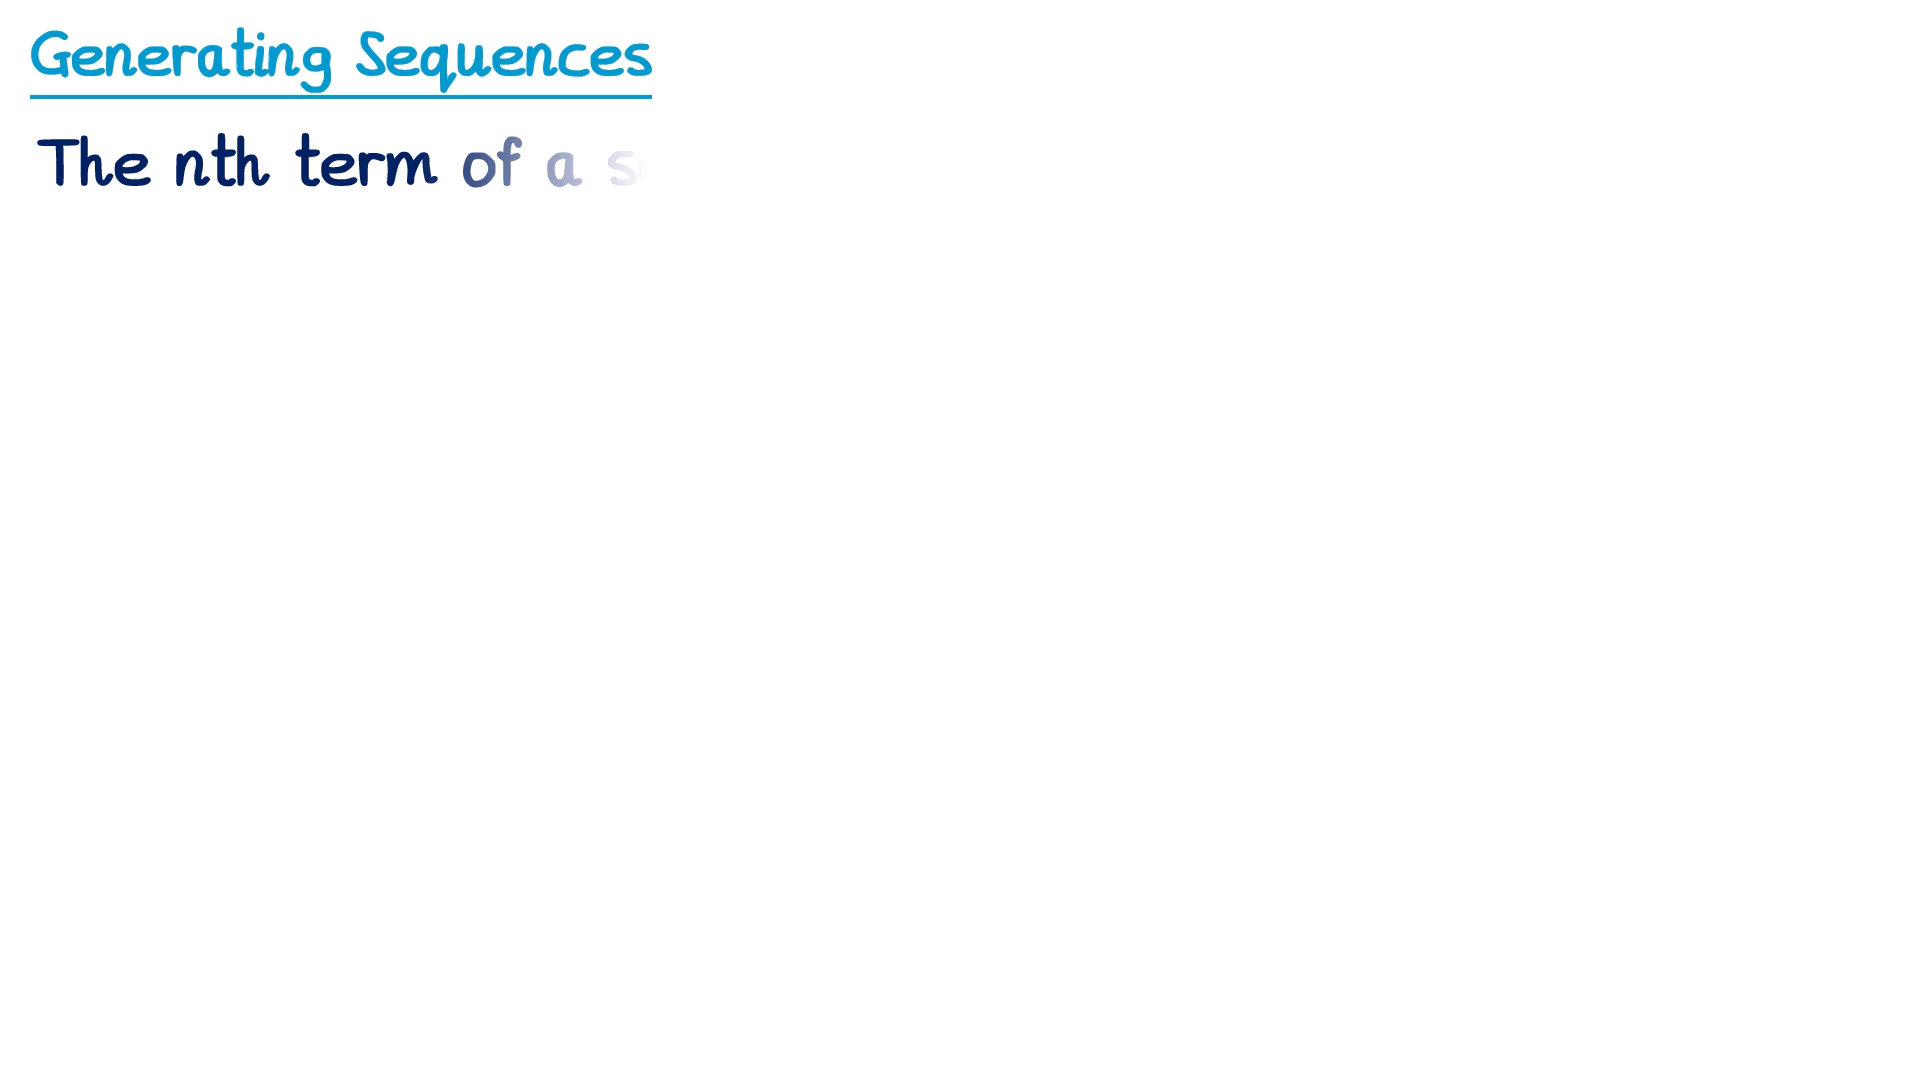 Generating Sequences
The nth term of a